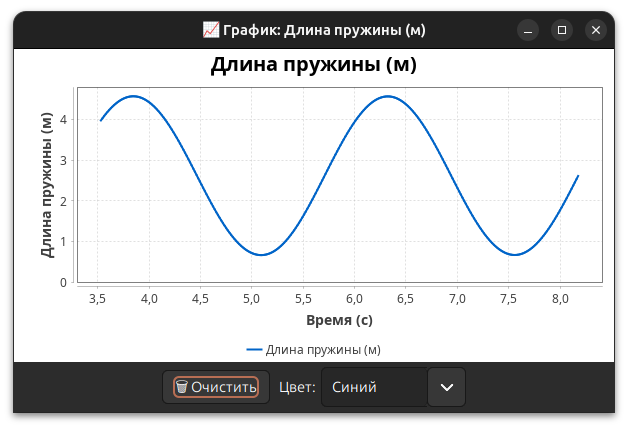 📈 График: Длина пружины (м)
Длина пружины (м)
Длина пружины (м)
4
3
2
1
0
3,5 4,0 4,5 5,0 5,5 6,0 6,5 7,0 7,5 8,0
Время (с)
Длина пружины (м)
🗑 Очистить Цвет: Синий